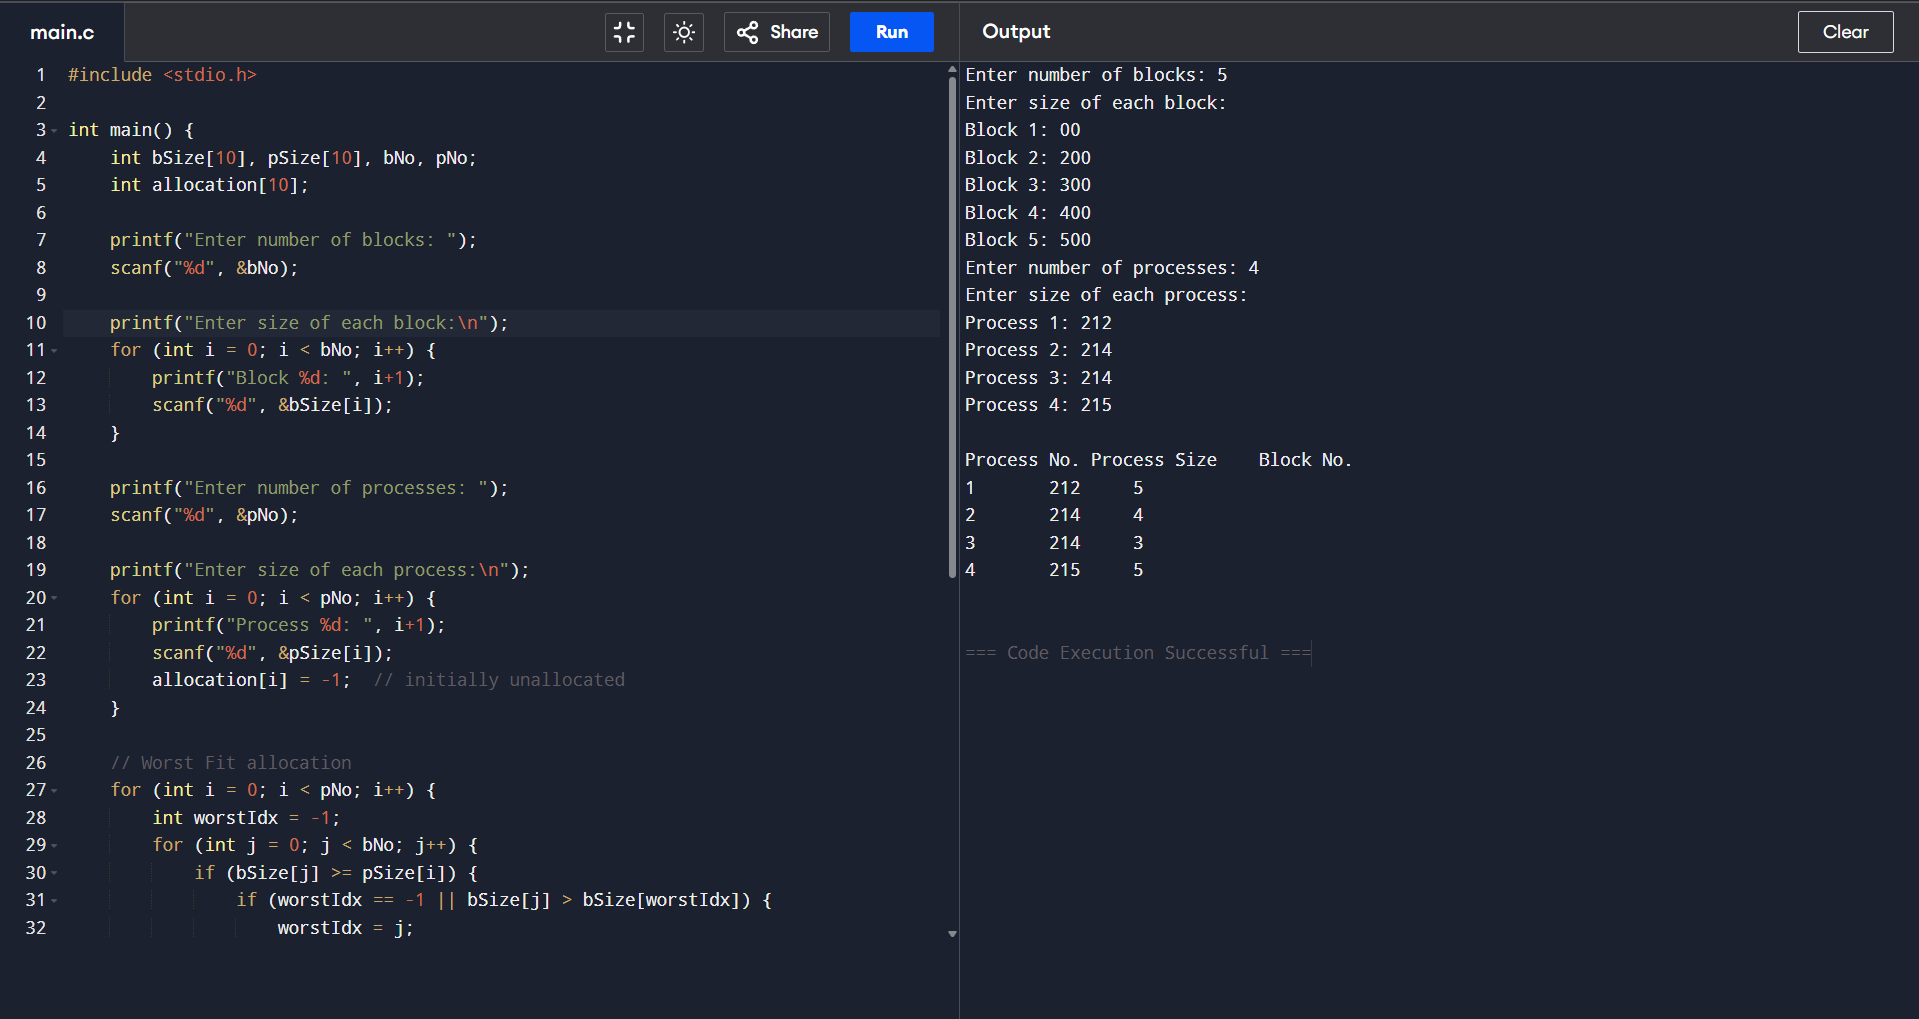 main.c
Share
Run
1 #include <stdio.h>
2
3 int main() {
4     int bSize[10], pSize[10], bNo, pNo;
5     int allocation[10];
6
7     printf("Enter number of blocks: ");
8     scanf("%d", &bNo);
9
10     printf("Enter size of each block:\n");
11     for (int i = 0; i < bNo; i++) {
12         printf("Block %d: ", i+1);
13         scanf("%d", &bSize[i]);
14     }
15
16     printf("Enter number of processes: ");
17     scanf("%d", &pNo);
18
19     printf("Enter size of each process:\n");
20     for (int i = 0; i < pNo; i++) {
21         printf("Process %d: ", i+1);
22         scanf("%d", &pSize[i]);
23         allocation[i] = -1;  // initially unallocated
24     }
25
26     // Worst Fit allocation
27     for (int i = 0; i < pNo; i++) {
28         int worstIdx = -1;
29         for (int j = 0; j < bNo; j++) {
30             if (bSize[j] >= pSize[i]) {
31                 if (worstIdx == -1 || bSize[j] > bSize[worstIdx]) {
32                     worstIdx = j;
Output
Clear
Enter number of blocks: 5
Enter size of each block:
Block 1: 00
Block 2: 200
Block 3: 300
Block 4: 400
Block 5: 500
Enter number of processes: 4
Enter size of each process:
Process 1: 212
Process 2: 214
Process 3: 214
Process 4: 215

Process No. Process Size    Block No.
1       212     5
2       214     4
3       214     3
4       215     5

=== Code Execution Successful ===